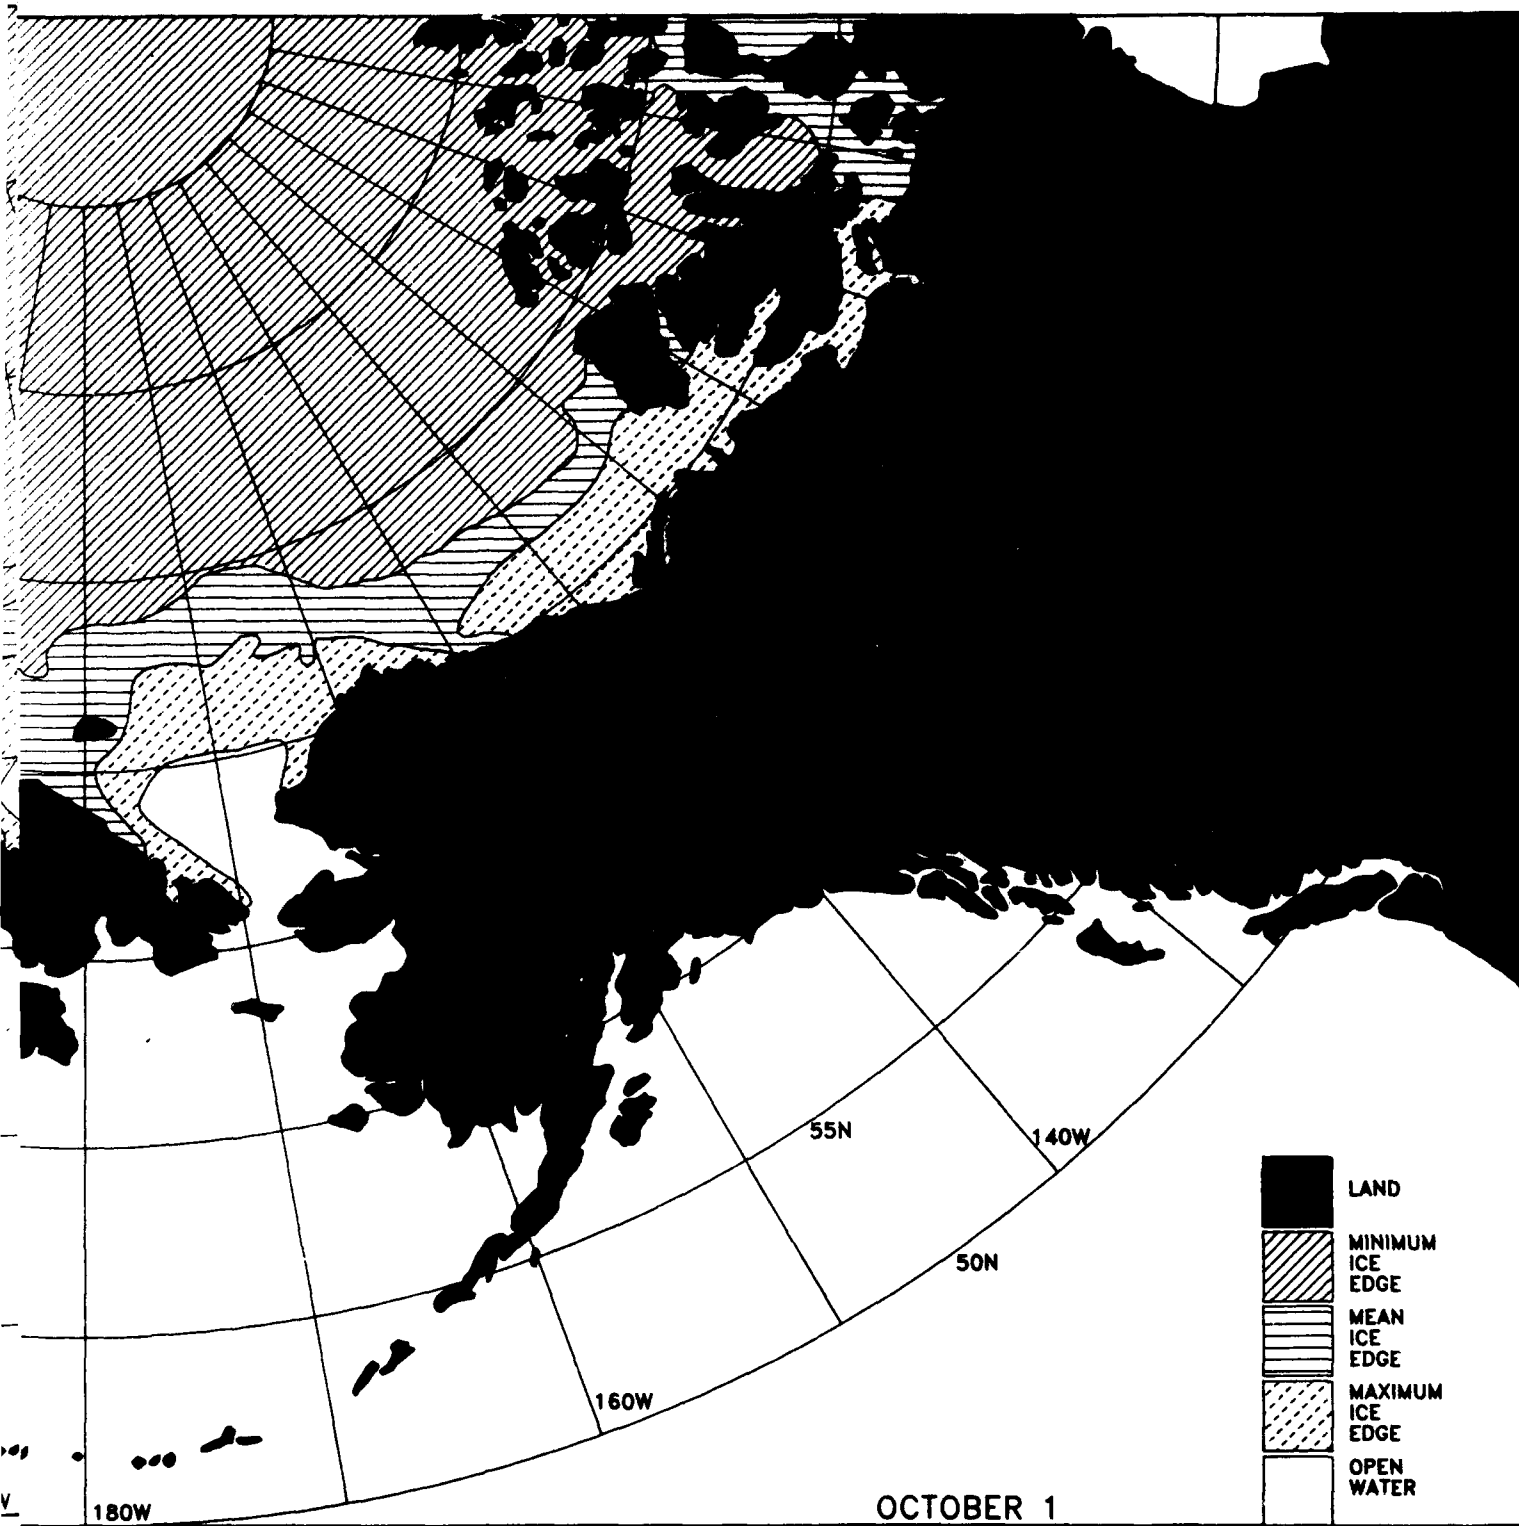 55N
140W
50N
160W
180W
OCTOBER 1
LAND
MINIMUM
ICE
EDGE
MEAN
ICE
EDGE
MAXIMUM
ICE
EDGE
OPEN
WATER